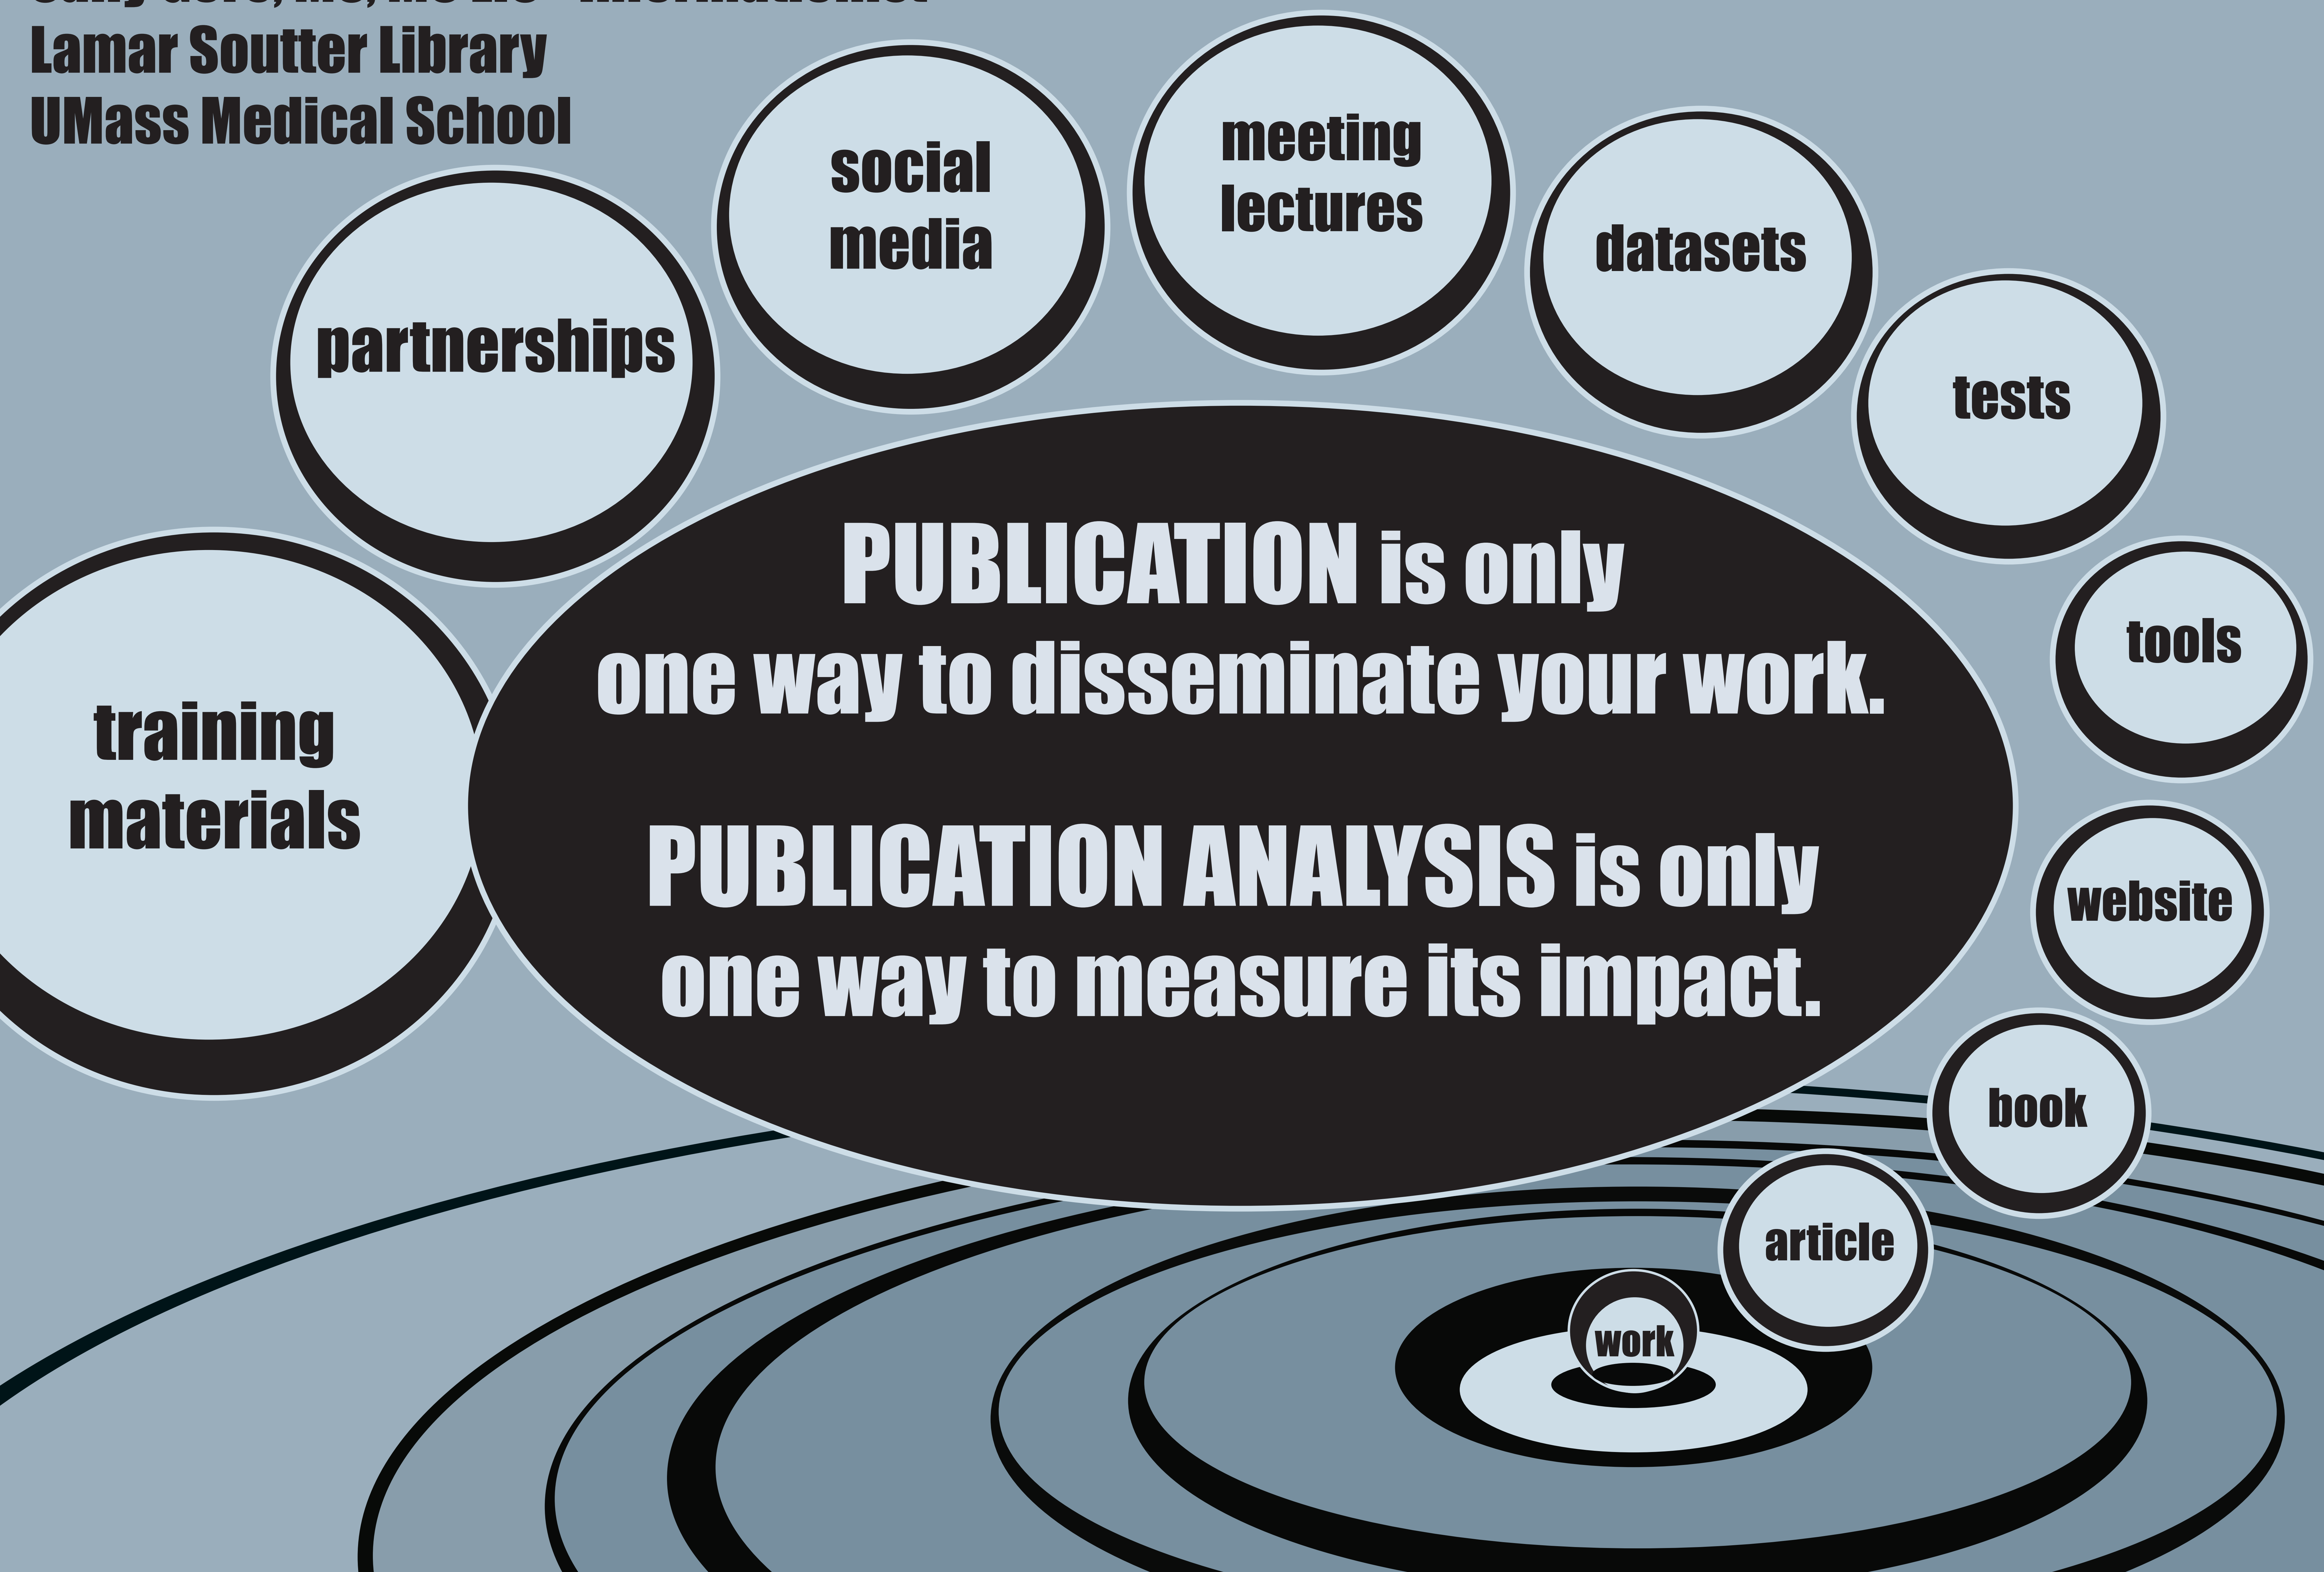 Lamar Soutter Library
UMass Medical School
social
media
meeting
lectures
datasets
partnerships
tests
tools
training
materials
PUBLICATION is only
one way to disseminate your work.
PUBLICATION ANALYSIS is only
one way to measure its impact.
website
book
article
work